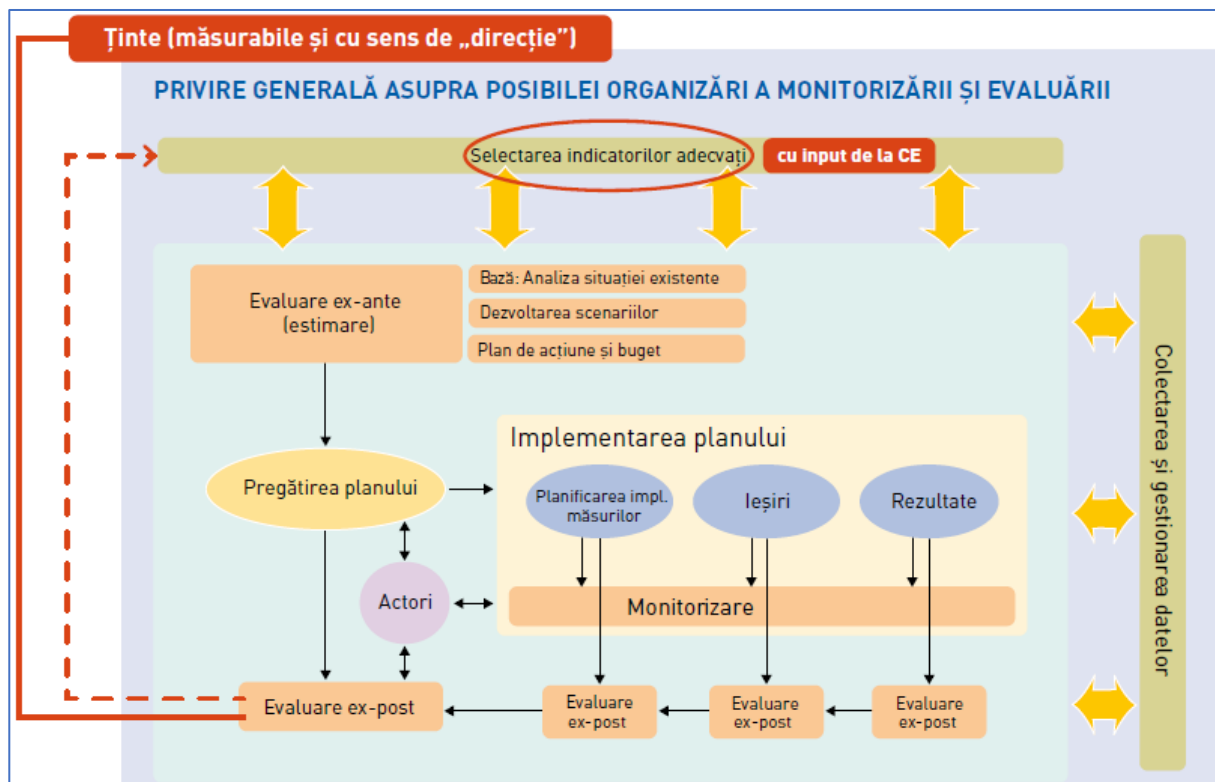 Ținte (măsurabile și cu sens de „direcție”)
PRIVIRE GENERALĂ ASUPRA POSIBILEI ORGANIZĂRI A MONITORIZĂRII ȘI EVALUĂRII
Selectarea indicatorilor adecvați
cu input de la CE
Evaluare ex-ante
(estimare)
Bază: Analiza situației existente
Dezvoltarea scenariilor
Plan de acțiune și buget
Implementarea planului
Pregătirea planului
Planificarea impl.
măsurilor
Ieșiri
Rezultate
Actori
Monitorizare
Evaluare ex-post
Evaluare
ex-post
Evaluare
ex-post
Evaluare
ex-post
Colectarea și gestionarea datelor